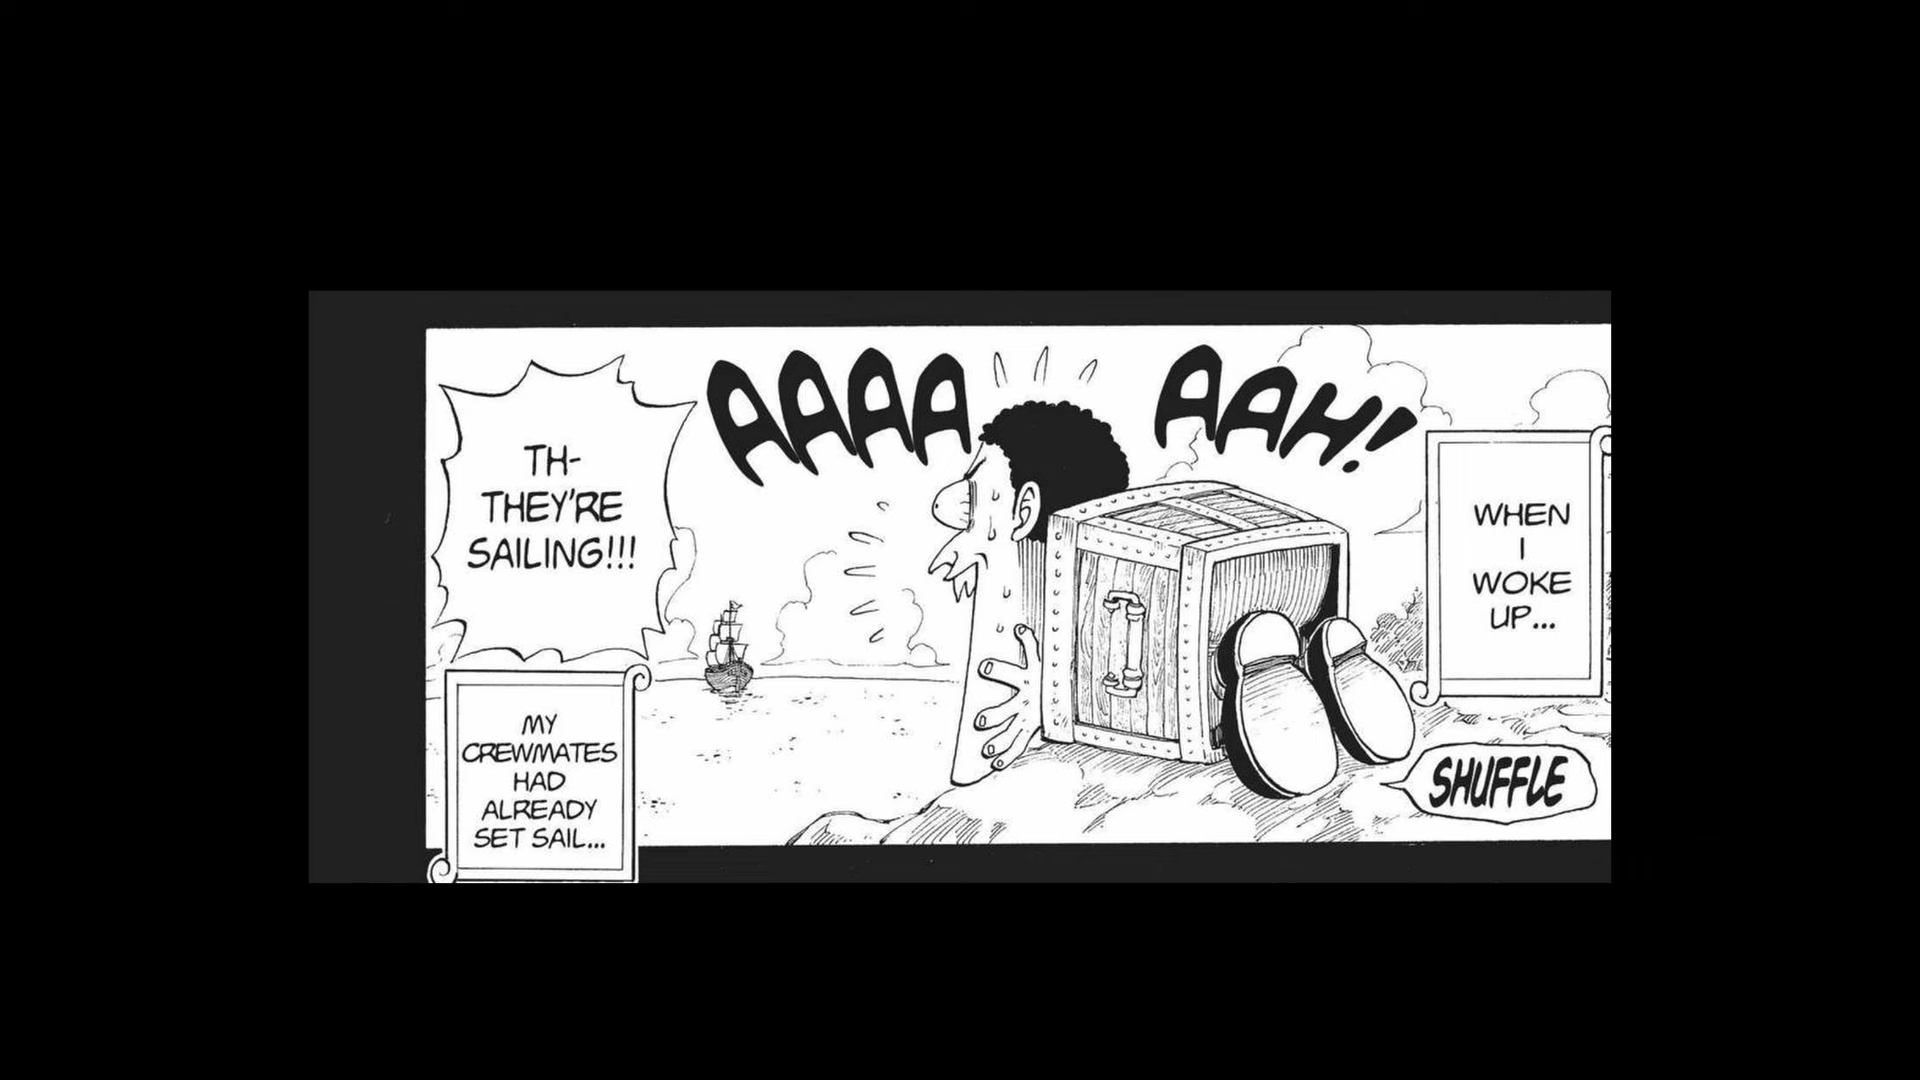 WHEN
I
WOKE
UP...
SHUFFLE
AAAA
AAH!
TH-
THEY'RE
SAILING!!!
MY
CREWMATES
HAD
ALREADY
SET SAIL...